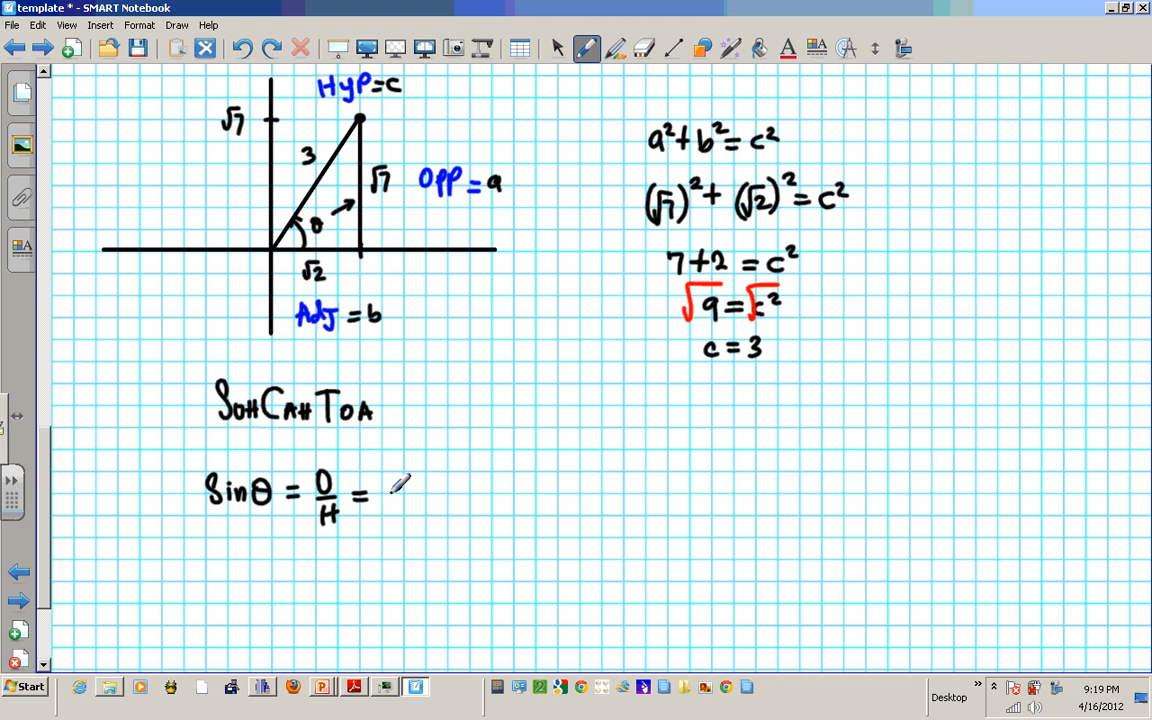 template * - SMART Notebook
File Edit View Insert Format Draw Help
HYP=c
√7
3
√7
OPP = a
θ
√2
ADJ = b
a²+b²=c²
(√7)²+(√2)²=c²
7+2=c²
√9=√c²
c=3
SOHCAHTOA
Sinθ = O/H =
Start
Desktop
9:19 PM
4/16/2012